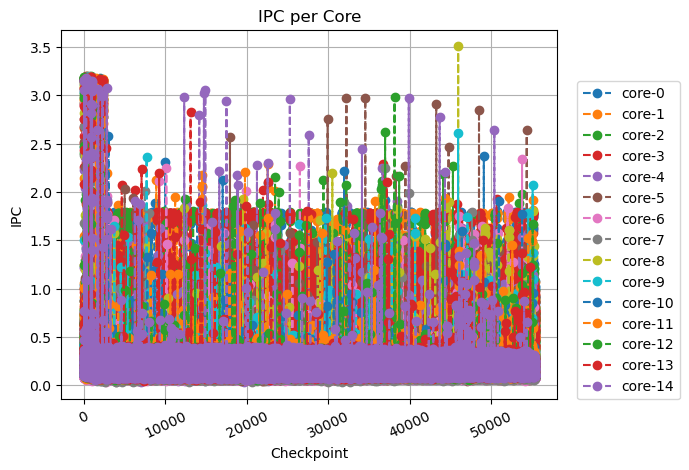 IPC per Core
IPC
3.5
3.0
2.5
2.0
1.5
1.0
0.5
0.0
0
10000
20000
30000
40000
50000
Checkpoint
core-0
core-1
core-2
core-3
core-4
core-5
core-6
core-7
core-8
core-9
core-10
core-11
core-12
core-13
core-14